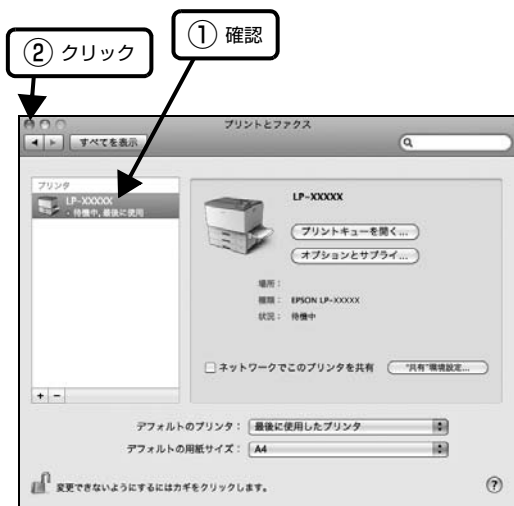 ① 確認
② クリック
プリントとファクス
すべてを表示
プリンタ
LP-XXXXX
・待機中, 最後に使用
LP-XXXXX
プリントキューを開く...
オプションとサプライ...
場所：
種類： EPSON LP-XXXXX
状況： 待機中
ネットワークでこのプリンタを共有 "共有"環境設定...
+ −
デフォルトのプリンタ： 最後に使用したプリンタ
デフォルトの用紙サイズ： A4
変更できないようにするにはカギをクリックします。 ?